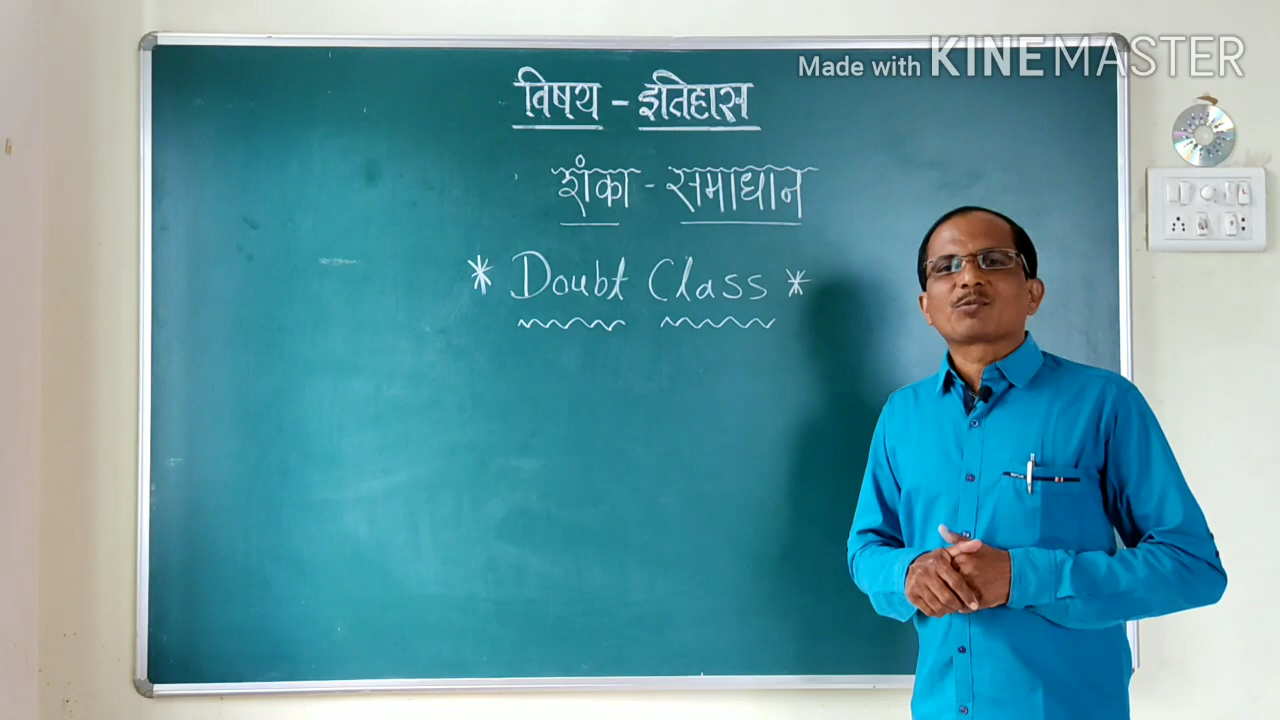 Made with KINEMASTER
विषय - इतिहास
शंका - समाधान
* Doubt Class *